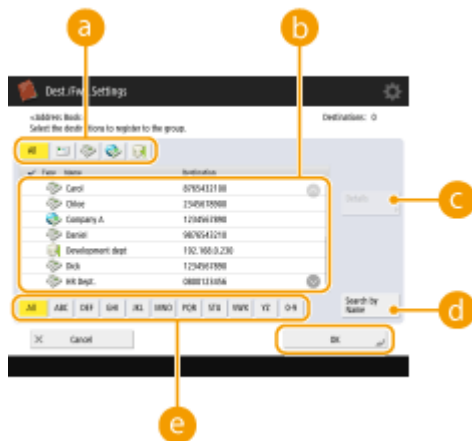 a
b
Dest./Fwd. Settings
<Address Book>
Destinations: 0
Select the destinations to register to the group.
All
Type Name Destination
Carol 8765432100
Chloe 2345678900
Company A 1234567890
Daniel 9876543210
Development dept 192.168.0.230
Dick 1234567890
HR Dept. 0800123456
Details
c
All ABC DEF GHI JKL MNO PQR STU VWX YZ 0-9
Search by
Name
d
Cancel
OK
e